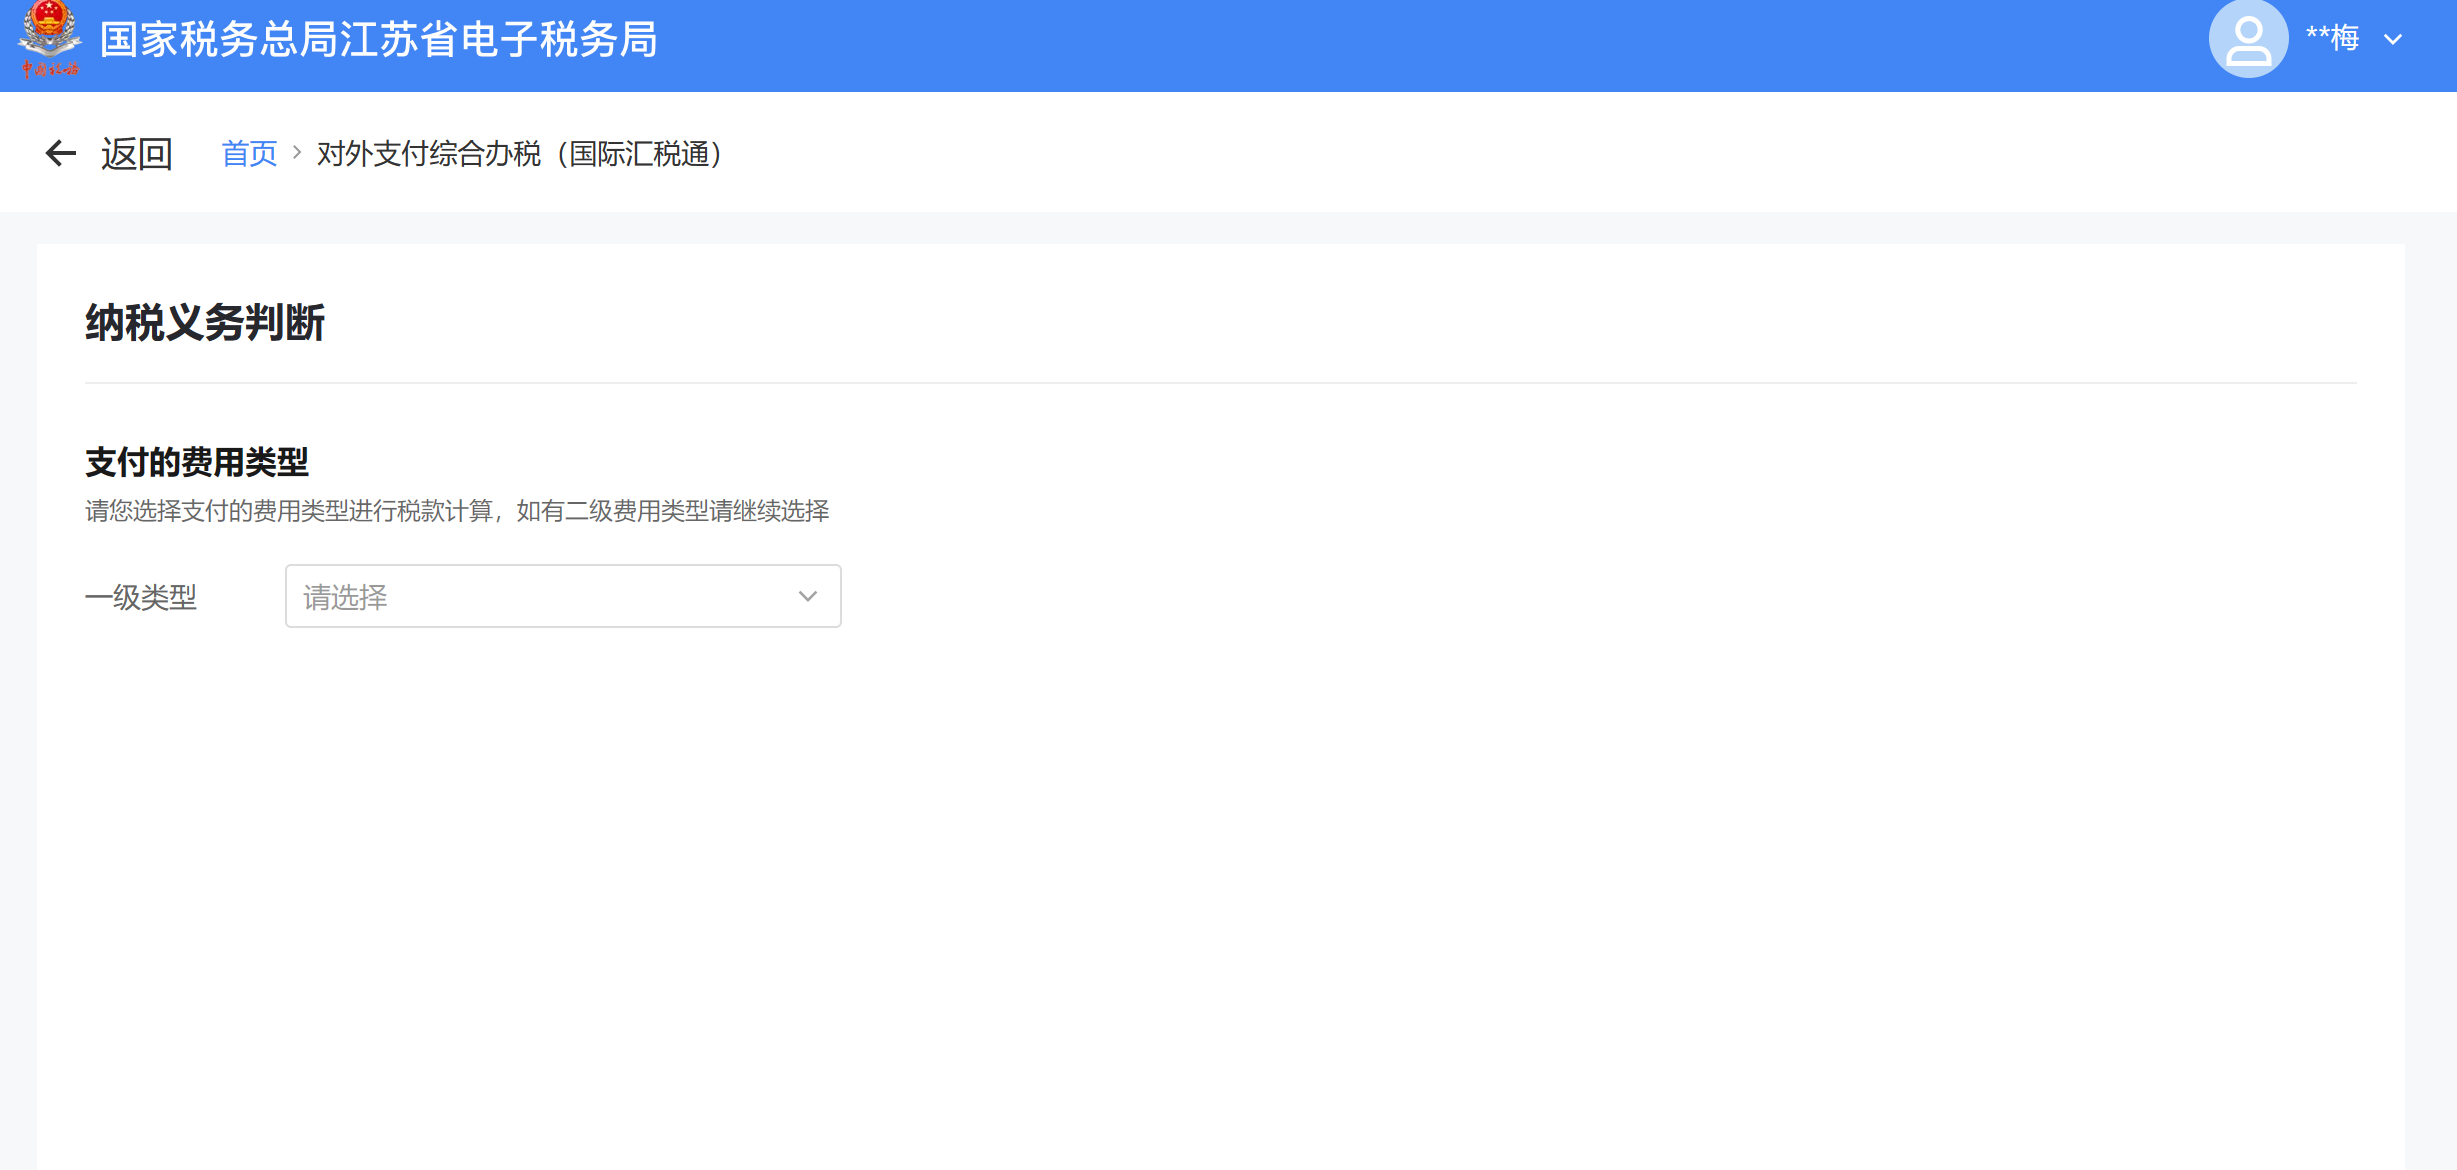 国家税务总局江苏省电子税务局
**梅
中国税务
返回 首页 > 对外支付综合办税（国际汇税通）
纳税义务判断
支付的费用类型
请您选择支付的费用类型进行税款计算，如有二级费用类型请继续选择
一级类型 请选择